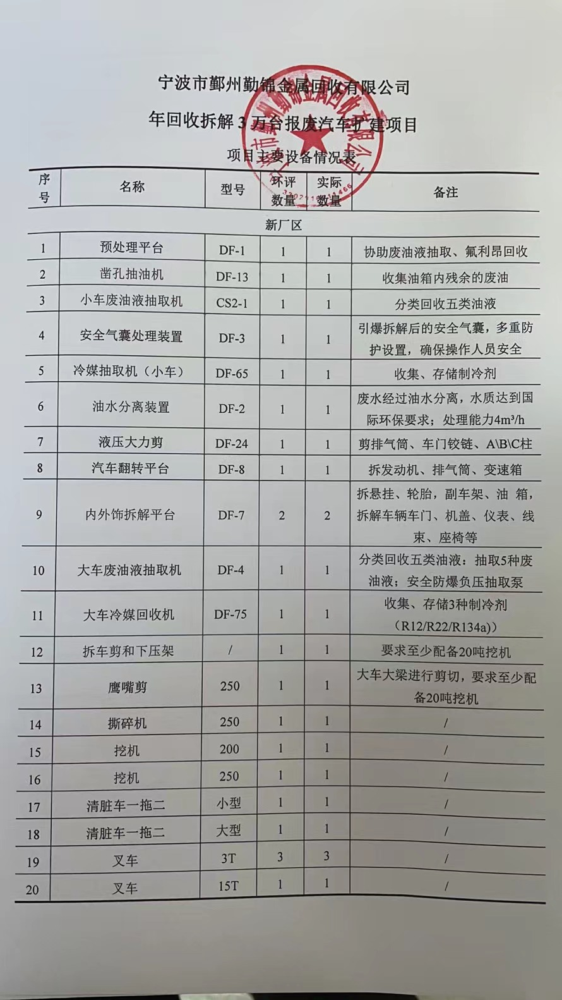 宁波市鄞州勤锦金属回收有限公司
年回收拆解 3 万台报废汽车扩建项目
项目主要设备情况表
序号 名称 型号 环评数量 实际数量 备注
新厂区
1 预处理平台 DF-1 1 1 协助废油液抽取、氟利昂回收
2 凿孔抽油机 DF-13 1 1 收集油箱内残余的废油
3 小车废油液抽取机 CS2-1 1 1 分类回收五类油液
4 安全气囊处理装置 DF-3 1 1 引爆拆解后的安全气囊，多重防
护设置，确保操作人员安全
5 冷媒抽取机（小车） DF-65 1 1 收集、存储制冷剂
6 油水分离装置 DF-2 1 1 废水经过油水分离，水质达到国
际环保要求；处理能力4m³/h
7 液压大力剪 DF-24 1 1 剪排气筒、车门铰链、A\B\C柱
8 汽车翻转平台 DF-8 1 1 拆发动机、排气筒、变速箱
9 内外饰拆解平台 DF-7 2 2 拆悬挂、轮胎，副车架、油 箱，
拆解车辆车门、机盖、仪表、线
束、座椅等
10 大车废油液抽取机 DF-4 1 1 分类回收五类油液：抽取5种废
油液；安全防爆负压抽取泵
11 大车冷媒回收机 DF-75 1 1 收集、存储3种制冷剂
（R12/R22/R134a)）
12 拆车剪和下压架 / 1 1 要求至少配备20吨挖机
13 鹰嘴剪 250 1 1 大车大梁进行剪切，要求至少配
备20吨挖机
14 撕碎机 250 1 1 /
15 挖机 200 1 1 /
16 挖机 250 1 1 /
17 清脏车一拖二 小型 1 1 /
18 清脏车一拖二 大型 1 1 /
19 叉车 3T 3 3 /
20 叉车 15T 1 1 /
宁波市鄞州勤锦金属回收有限公司